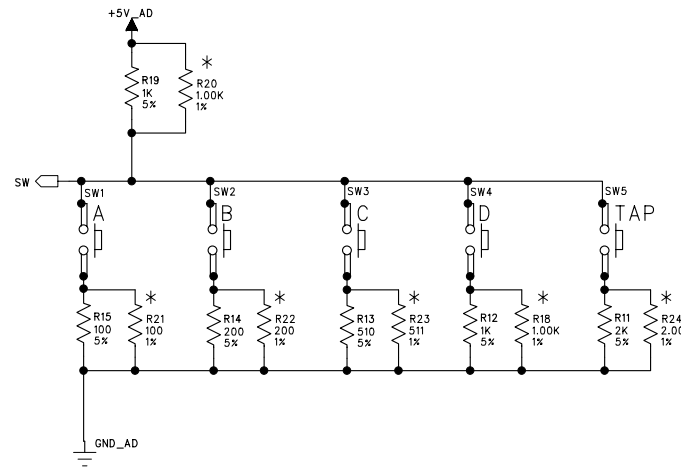 +5V_AD
R19
1K
5%
*
R20
1.00K
1%
SW
SW1
A
SW2
B
SW3
C
SW4
D
SW5
TAP
R15
100
5%
*
R21
100
1%
R14
200
5%
*
R22
200
1%
R13
510
5%
*
R23
511
1%
R12
1K
5%
*
R18
1.00K
1%
R11
2K
5%
*
R24
2.00
1%
GND_AD